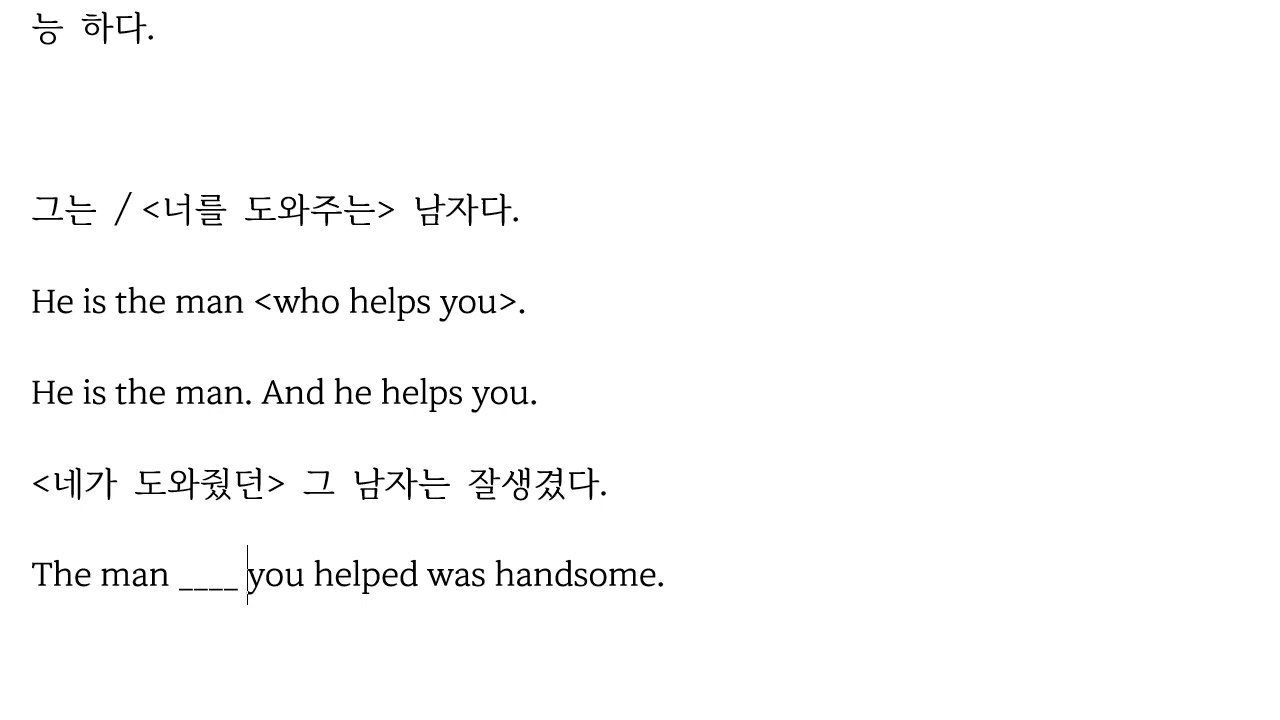 능 하다.
그는 / <너를 도와주는> 남자다.
He is the man <who helps you>.
He is the man. And he helps you.
<네가 도와줬던> 그 남자는 잘생겼다.
The man ____ you helped was handsome.